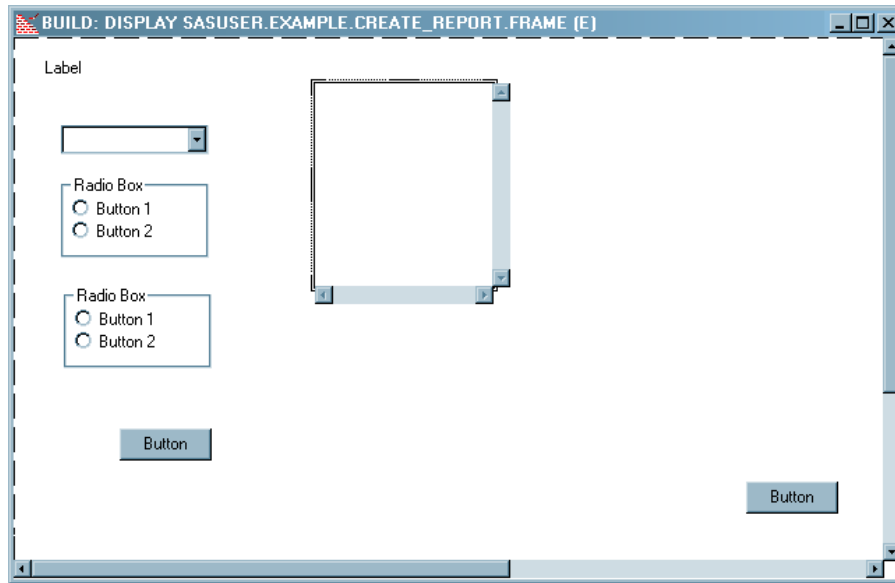 BUILD: DISPLAY SASUSER.EXAMPLE.CREATE_REPORT.FRAME (E)
Label
Radio Box
Button 1
Button 2
Radio Box
Button 1
Button 2
Button
Button